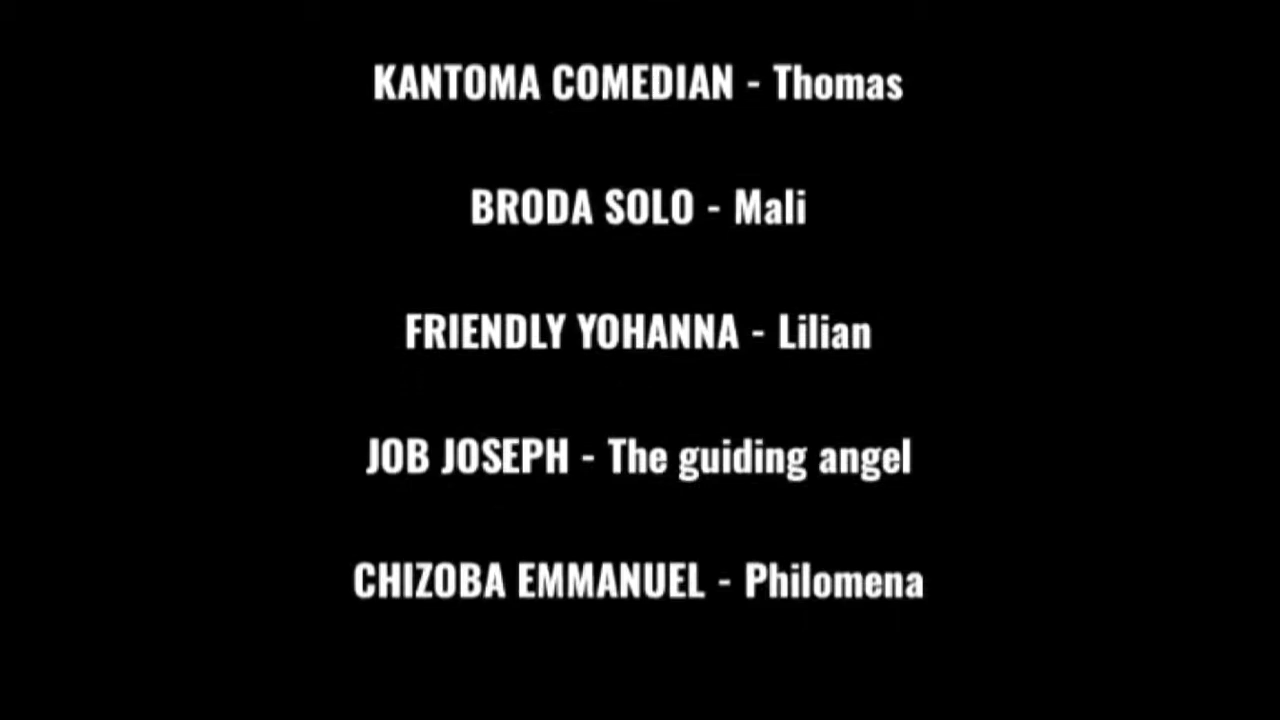 KANTOMA COMEDIAN - Thomas
BRODA SOLO - Mali
FRIENDLY YOHANNA - Lilian
JOB JOSEPH - The guiding angel
CHIZOBA EMMANUEL - Philomena